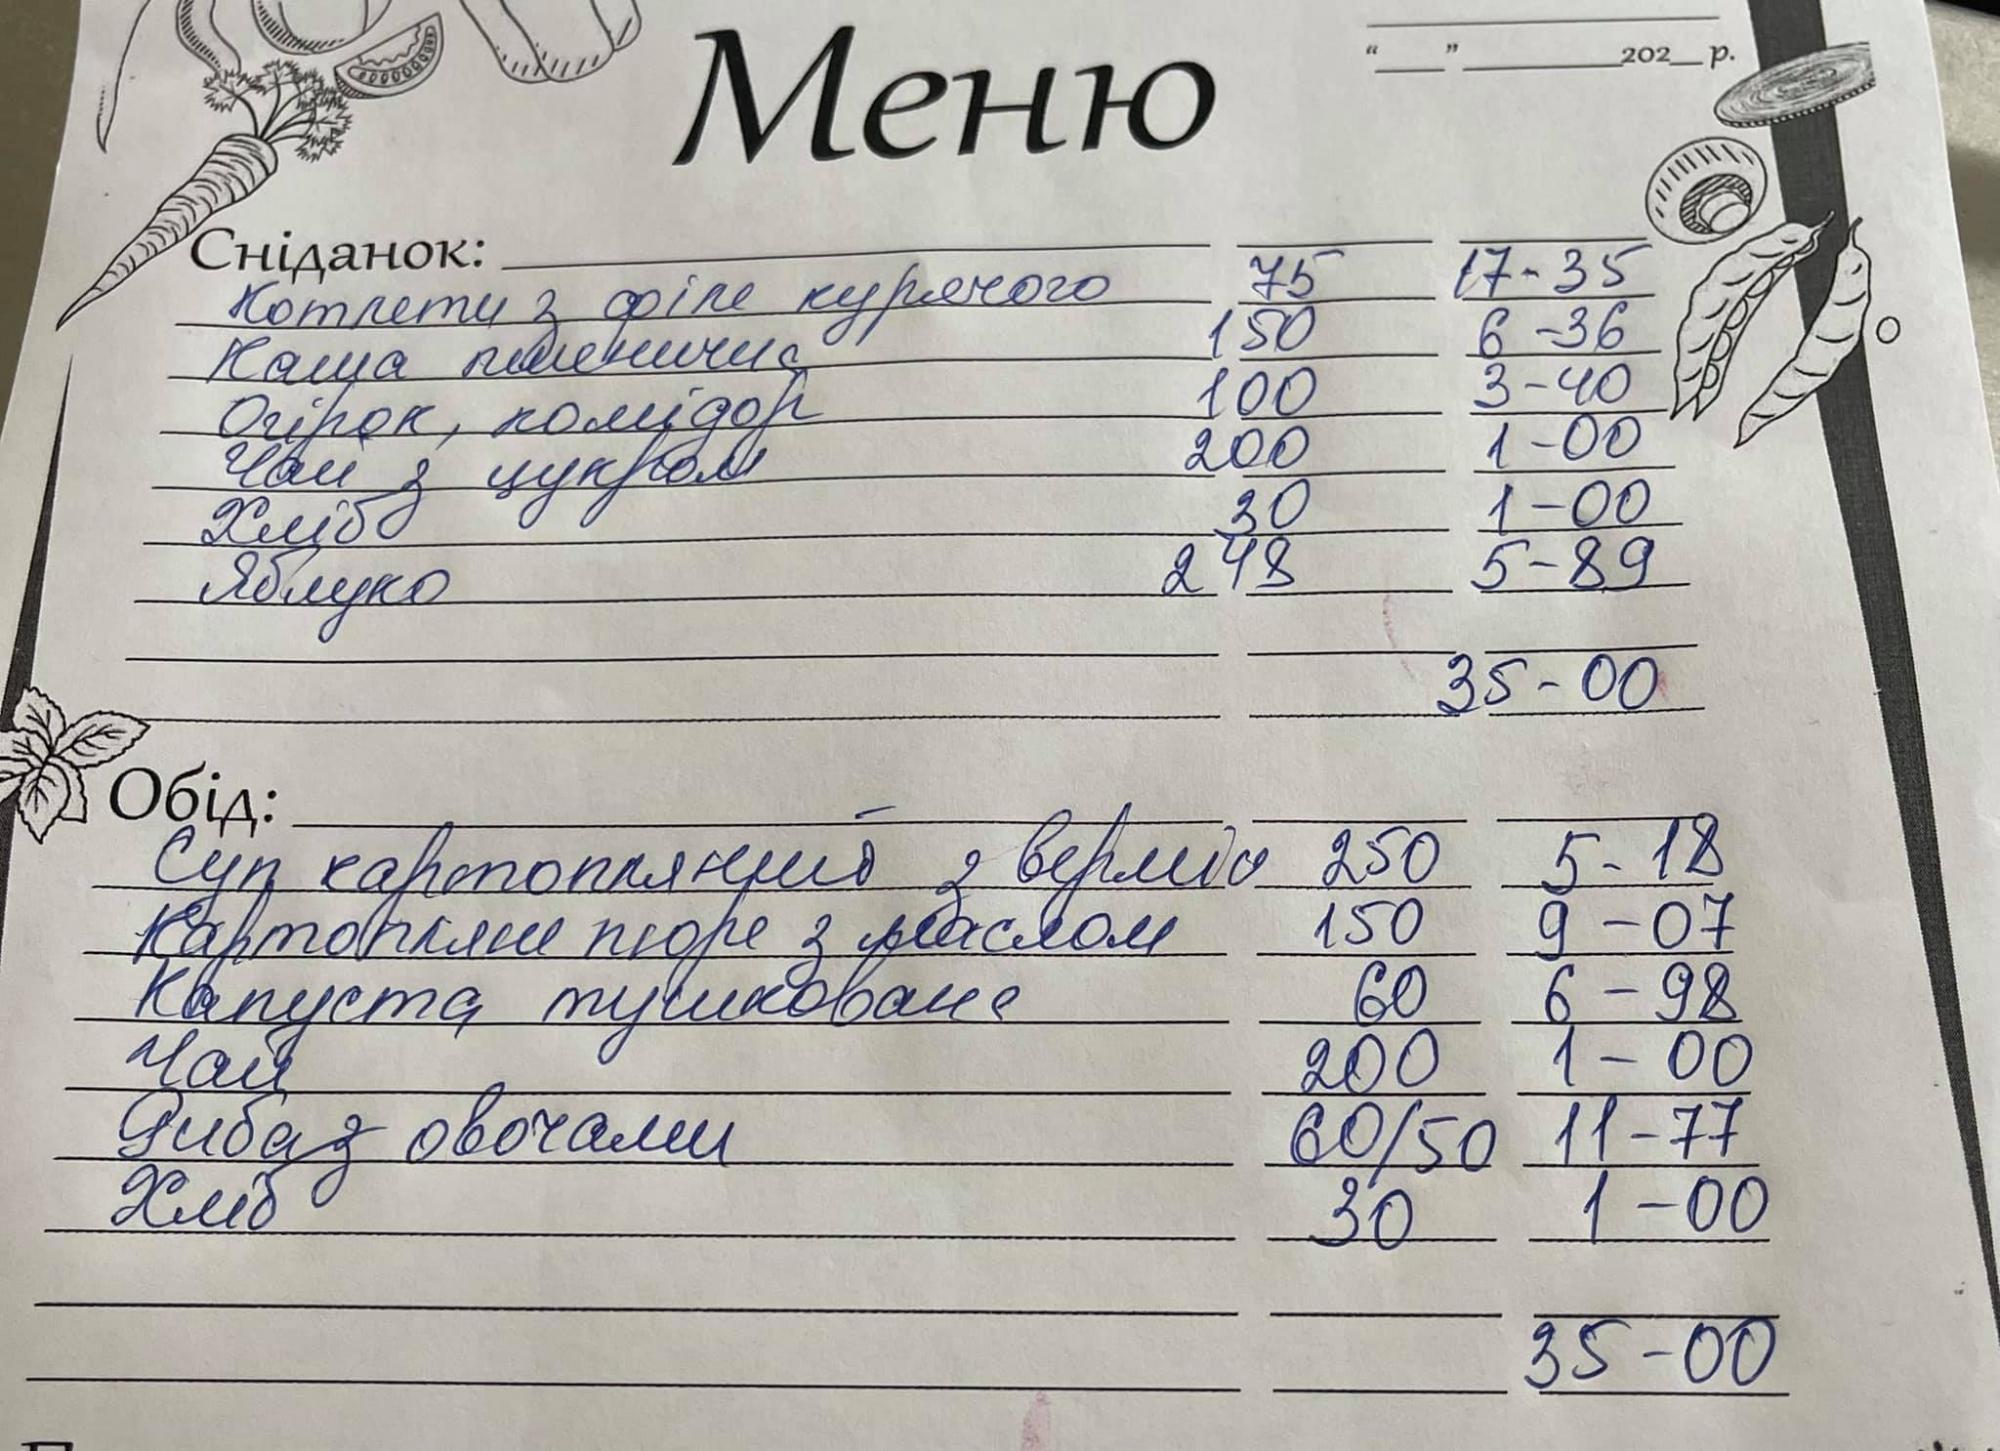 Меню
“___” ____________202__ р.
Сніданок:
Котлети з філе курячого 75 17-35
Каша пшенична 150 6-36
Огірок, помідор 100 3-40
Чай з цукром 200 1-00
Хліб 30 1-00
Яблуко 248 5-89
35-00
Обід:
Суп картопляний з верміш 250 5-18
Картопляне пюре з маслом 150 9-07
Капуста тушкована 60 6-98
Чай 200 1-00
Риба з овочами 60/50 11-77
Хліб 30 1-00
35-00